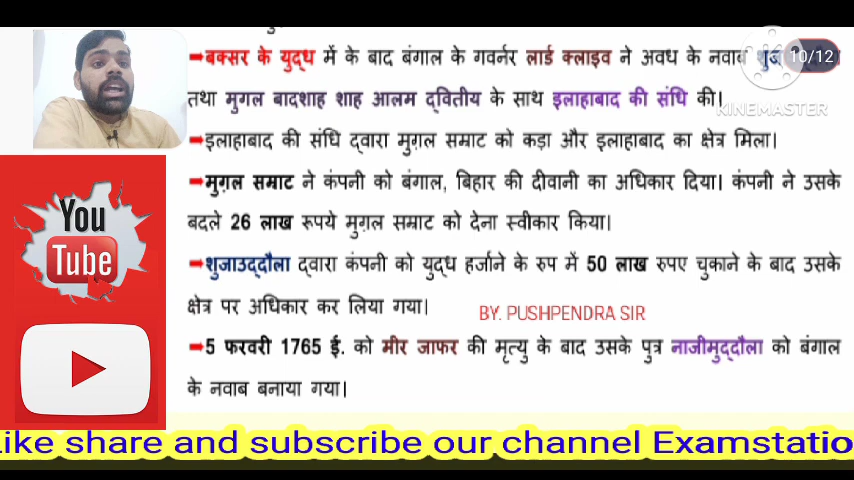 ➡बक्सर के युद्ध में के बाद बंगाल के गवर्नर लार्ड क्लाइव ने अवध के नवाब
10/12
तथा मुगल बादशाह शाह आलम द्वितीय के साथ इलाहाबाद की संधि की।
KINEMASTER
➡इलाहाबाद की संधि द्वारा मुग़ल सम्राट को कड़ा और इलाहाबाद का क्षेत्र मिला।
➡मुग़ल सम्राट ने कंपनी को बंगाल, बिहार की दीवानी का अधिकार दिया। कंपनी ने उसके
बदले 26 लाख रूपये मुग़ल सम्राट को देना स्वीकार किया।
➡शुजाउद्दौला द्वारा कंपनी को युद्ध हर्जाने के रुप में 50 लाख रुपए चुकाने के बाद उसके
क्षेत्र पर अधिकार कर लिया गया।
BY. PUSHPENDRA SIR
➡5 फरवरी 1765 ई. को मीर जाफर की मृत्यु के बाद उसके पुत्र नाजीमुद्दौला को बंगाल
के नवाब बनाया गया।
You
Tube
Like share and subscribe our channel Examstatio